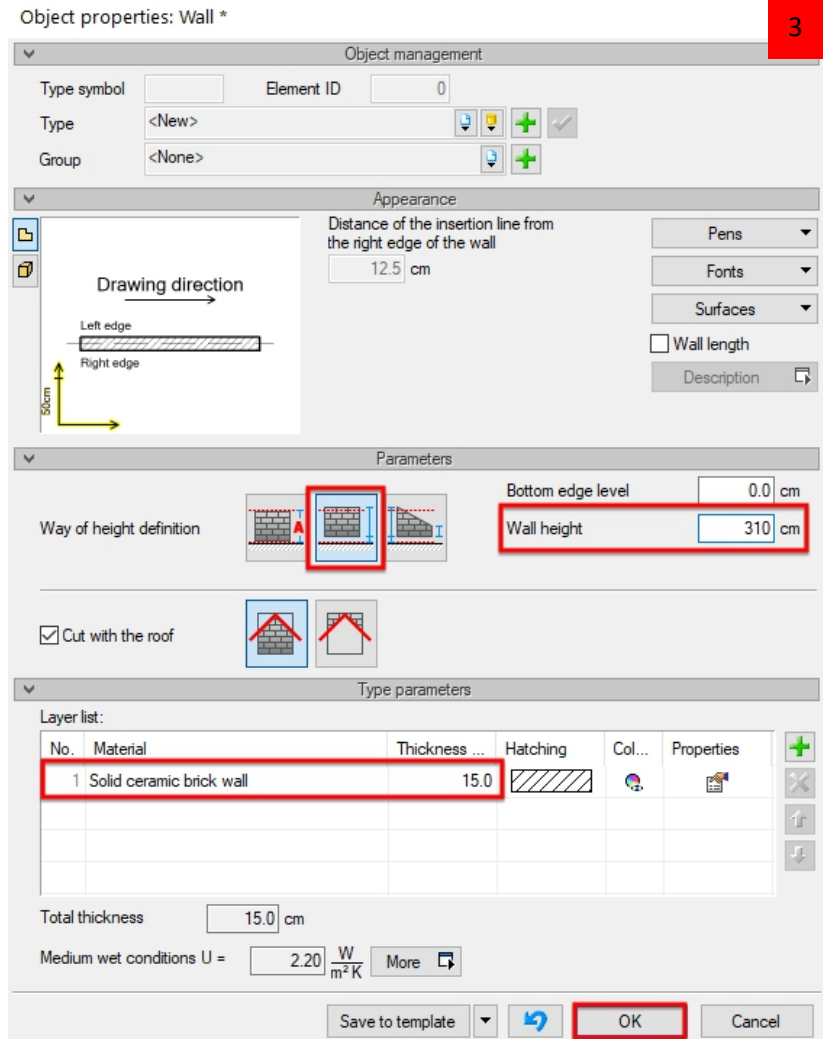 Object properties: Wall *
3
Object management
Type symbol Element ID 0
Type <New>
Group <None>
Appearance
Distance of the insertion line from
the right edge of the wall
12.5 cm
Pens
Fonts
Surfaces
Wall length
Description
Drawing direction
Left edge
Right edge
50cm
Parameters
Bottom edge level 0.0 cm
Way of height definition A Wall height 310 cm
Cut with the roof
Type parameters
Layer list:
No. Material Thickness ... Hatching Col... Properties
1 Solid ceramic brick wall 15.0
Total thickness 15.0 cm
Medium wet conditions U = 2.20 W/m² K More
Save to template OK Cancel